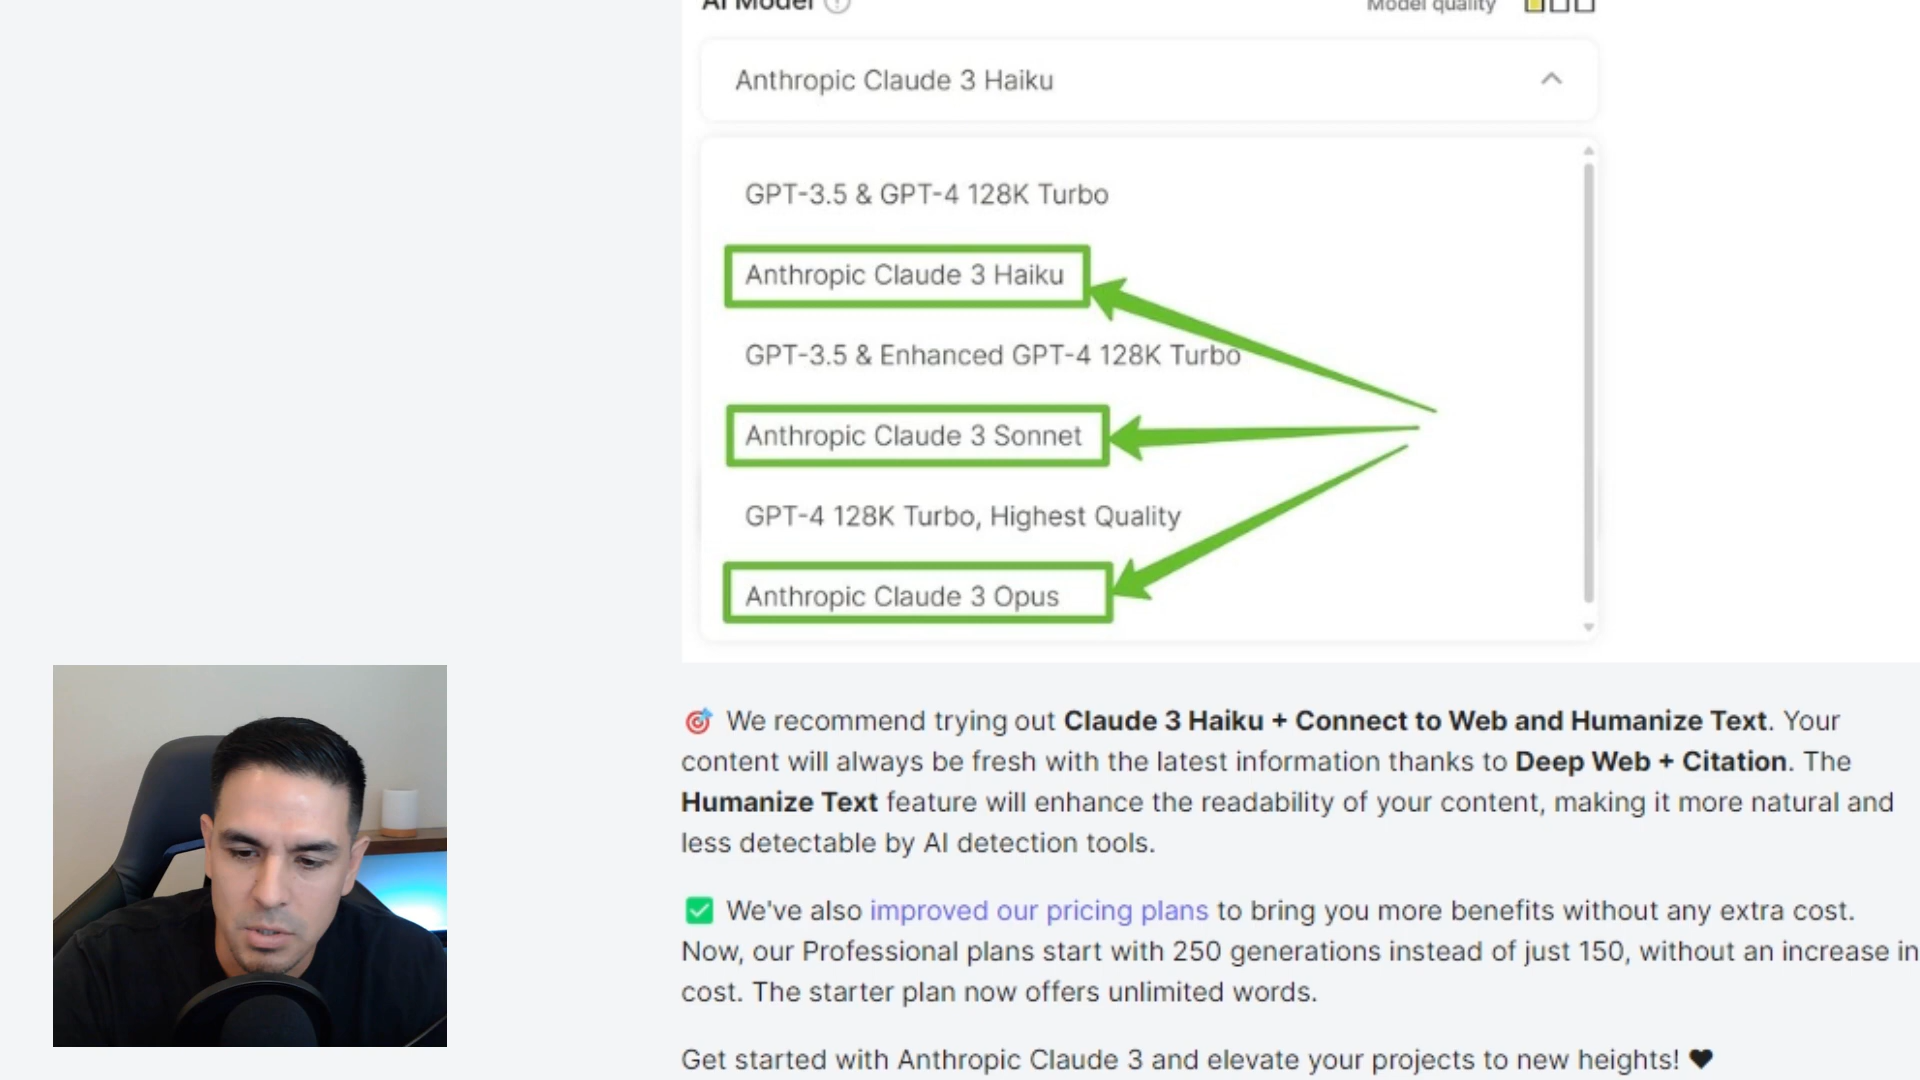 AI Model
Model quality
Anthropic Claude 3 Haiku
GPT-3.5 & GPT-4 128K Turbo
Anthropic Claude 3 Haiku
GPT-3.5 & Enhanced GPT-4 128K Turbo
Anthropic Claude 3 Sonnet
GPT-4 128K Turbo, Highest Quality
Anthropic Claude 3 Opus
🎯 We recommend trying out Claude 3 Haiku + Connect to Web and Humanize Text. Your
content will always be fresh with the latest information thanks to Deep Web + Citation. The
Humanize Text feature will enhance the readability of your content, making it more natural and
less detectable by AI detection tools.
✅ We've also improved our pricing plans to bring you more benefits without any extra cost.
Now, our Professional plans start with 250 generations instead of just 150, without an increase in
cost. The starter plan now offers unlimited words.
Get started with Anthropic Claude 3 and elevate your projects to new heights! 🖤